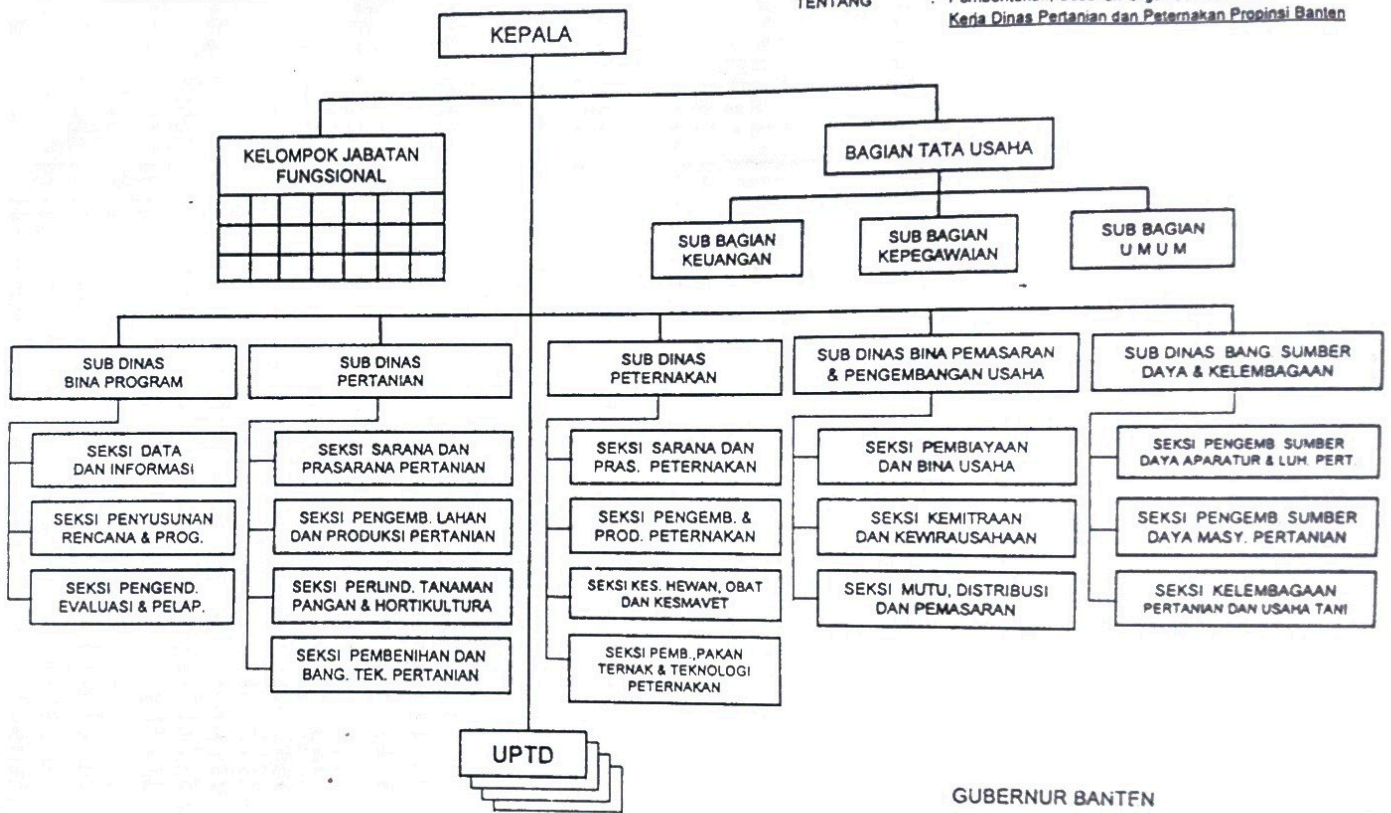 TENTANG :
Kerja Dinas Pertanian dan Peternakan Propinsi Banten
KEPALA
KELOMPOK JABATAN
FUNGSIONAL
BAGIAN TATA USAHA
SUB BAGIAN
KEUANGAN
SUB BAGIAN
KEPEGAWAIAN
SUB BAGIAN
U M U M
SUB DINAS
BINA PROGRAM
SEKSI DATA
DAN INFORMASI
SEKSI PENYUSUNAN
RENCANA & PROG.
SEKSI PENGEND.
EVALUASI & PELAP.
SUB DINAS
PERTANIAN
SEKSI SARANA DAN
PRASARANA PERTANIAN
SEKSI PENGEMB. LAHAN
DAN PRODUKSI PERTANIAN
SEKSI PERLIND. TANAMAN
PANGAN & HORTIKULTURA
SEKSI PEMBENIHAN DAN
BANG. TEK. PERTANIAN
SUB DINAS
PETERNAKAN
SEKSI SARANA DAN
PRAS. PETERNAKAN
SEKSI PENGEMB. &
PROD. PETERNAKAN
SEKSI KES. HEWAN, OBAT
DAN KESMAVET
SEKSI PEMB.,PAKAN
TERNAK & TEKNOLOGI
PETERNAKAN
SUB DINAS BINA PEMASARAN
& PENGEMBANGAN USAHA
SEKSI PEMBIAYAAN
DAN BINA USAHA
SEKSI KEMITRAAN
DAN KEWIRAUSAHAAN
SEKSI MUTU, DISTRIBUSI
DAN PEMASARAN
SUB DINAS BANG. SUMBER
DAYA & KELEMBAGAAN
SEKSI PENGEMB SUMBER
DAYA APARATUR & LUH. PERT.
SEKSI PENGEMB SUMBER
DAYA MASY. PERTANIAN
SEKSI KELEMBAGAAN
PERTANIAN DAN USAHA TANI
UPTD
GUBERNUR BANTEN